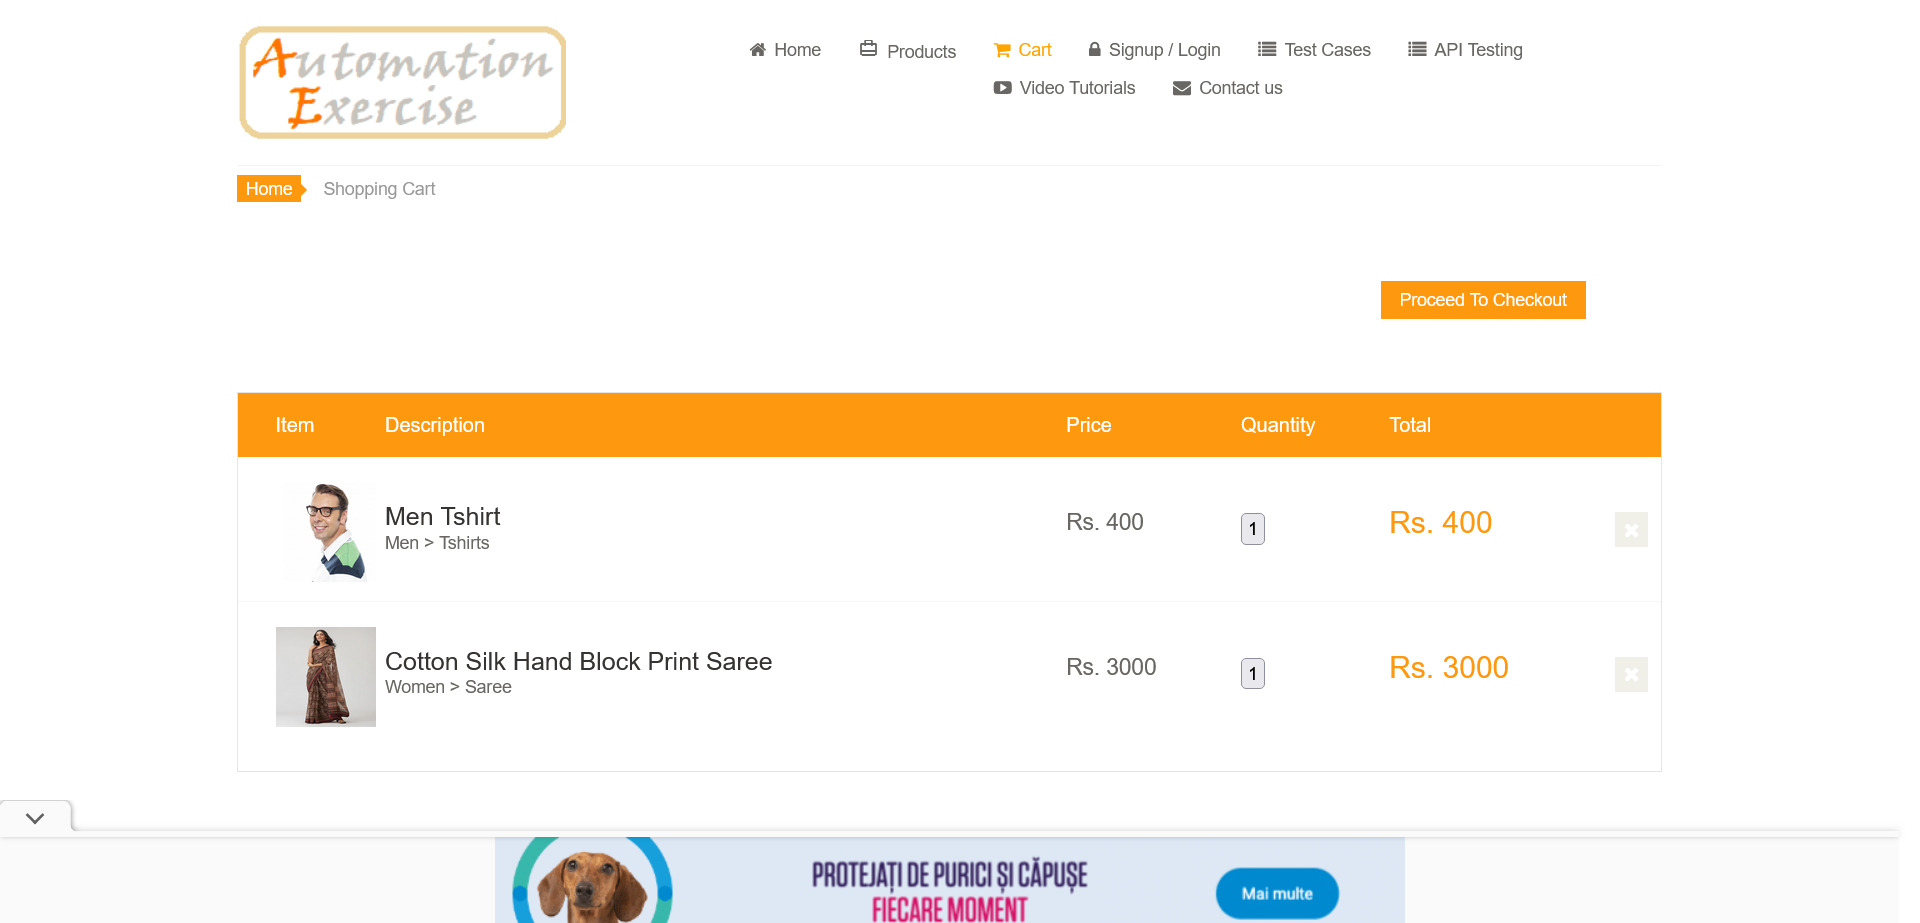 Automation
Exercise
Home
Products
Cart
Signup / Login
Test Cases
API Testing
Video Tutorials
Contact us
Home
Shopping Cart
Proceed To Checkout
Item Description Price Quantity Total
Men Tshirt
Men > Tshirts
Rs. 400
1
Rs. 400
Cotton Silk Hand Block Print Saree
Women > Saree
Rs. 3000
1
Rs. 3000
PROTEJAȚI DE PURICI ȘI CĂPUȘE
FIECARE MOMENT
Mai multe